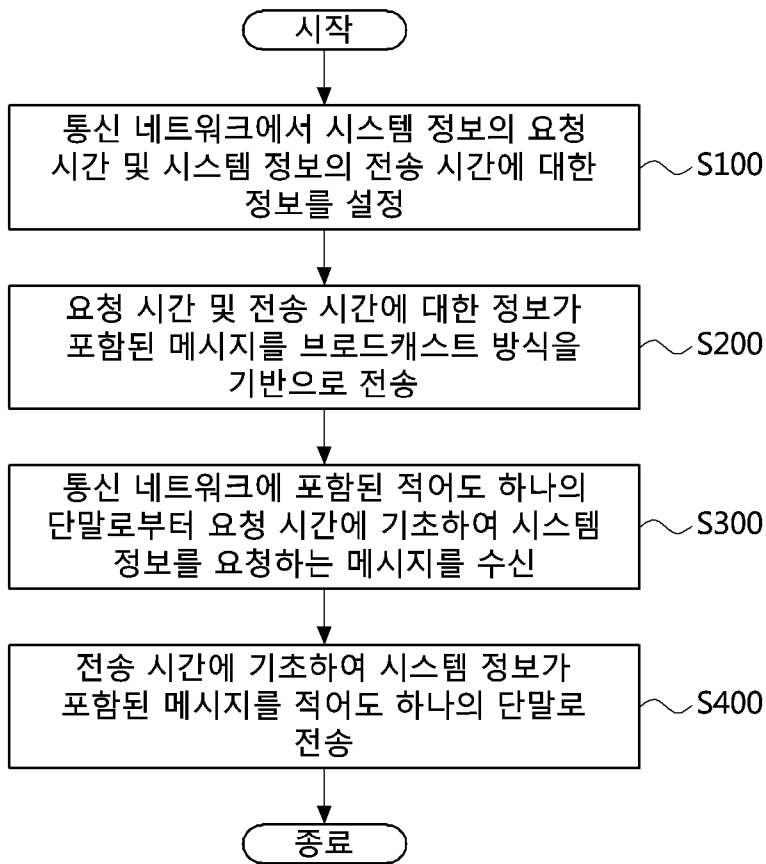 시작
통신 네트워크에서 시스템 정보의 요청
시간 및 시스템 정보의 전송 시간에 대한
정보를 설정
S100
요청 시간 및 전송 시간에 대한 정보가
포함된 메시지를 브로드캐스트 방식을
기반으로 전송
S200
통신 네트워크에 포함된 적어도 하나의
단말로부터 요청 시간에 기초하여 시스템
정보를 요청하는 메시지를 수신
S300
전송 시간에 기초하여 시스템 정보가
포함된 메시지를 적어도 하나의 단말로
전송
S400
종료